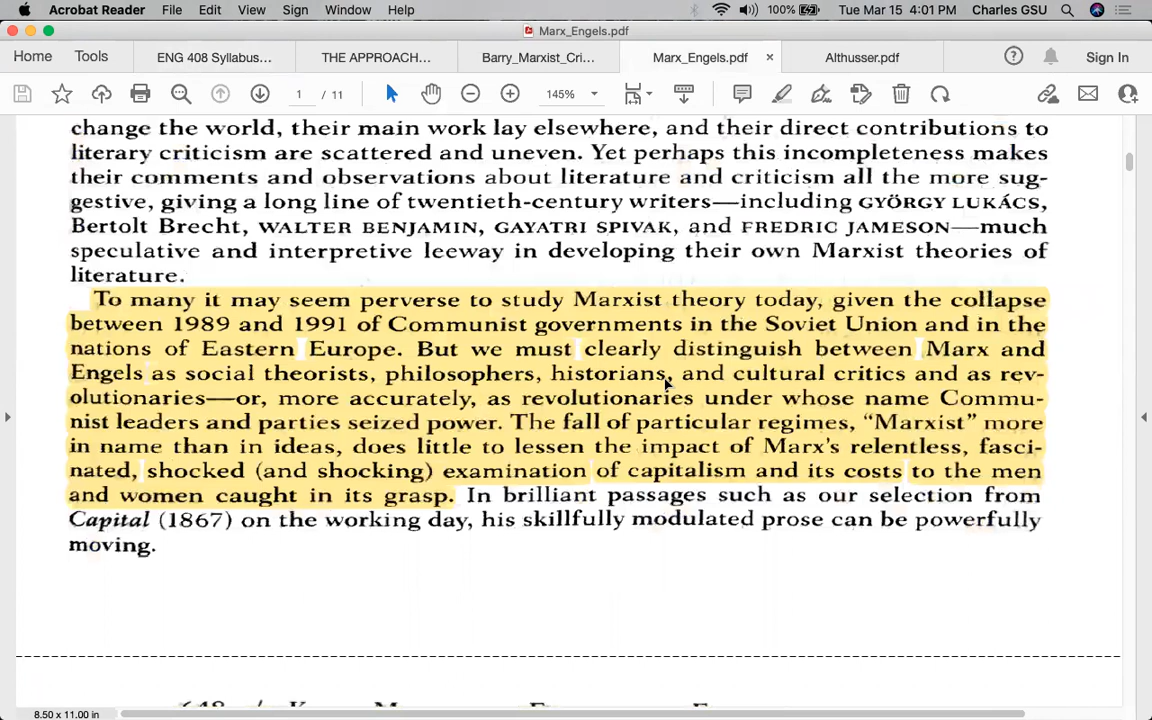 Acrobat Reader File Edit View Sign Window Help 100% Tue Mar 15 4:01 PM Charles GSU
Marx_Engels.pdf
Home Tools ENG 408 Syllabus... THE APPROACH... Barry_Marxist_Cri... Marx_Engels.pdf × Althusser.pdf Sign In
1 / 11 145%
change the world, their main work lay elsewhere, and their direct contributions to
literary criticism are scattered and uneven. Yet perhaps this incompleteness makes
their comments and observations about literature and criticism all the more sug-
gestive, giving a long line of twentieth-century writers—including GYÖRGY LUKÁCS,
Bertolt Brecht, WALTER BENJAMIN, GAYATRI SPIVAK, and FREDRIC JAMESON—much
speculative and interpretive leeway in developing their own Marxist theories of
literature.
To many it may seem perverse to study Marxist theory today, given the collapse
between 1989 and 1991 of Communist governments in the Soviet Union and in the
nations of Eastern Europe. But we must clearly distinguish between Marx and
Engels as social theorists, philosophers, historians, and cultural critics and as rev-
olutionaries—or, more accurately, as revolutionaries under whose name Commu-
nist leaders and parties seized power. The fall of particular regimes, “Marxist” more
in name than in ideas, does little to lessen the impact of Marx's relentless, fasci-
nated, shocked (and shocking) examination of capitalism and its costs to the men
and women caught in its grasp. In brilliant passages such as our selection from
Capital (1867) on the working day, his skillfully modulated prose can be powerfully
moving.
8.50 x 11.00 in